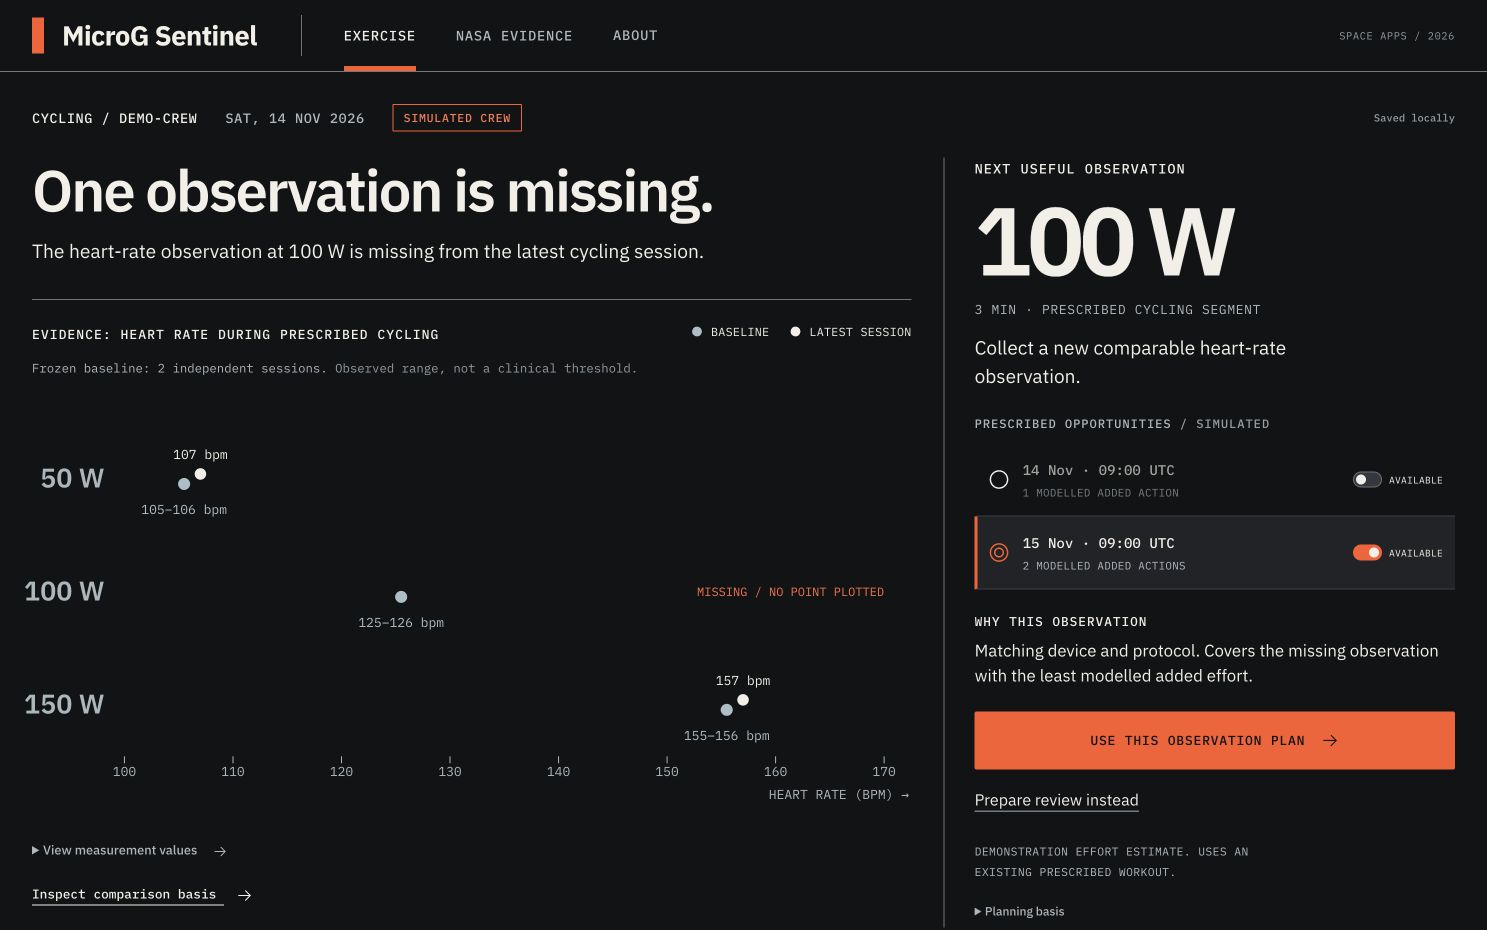 MicroG Sentinel
EXERCISE
NASA EVIDENCE
ABOUT
SPACE APPS / 2026
CYCLING / DEMO-CREW
SAT, 14 NOV 2026
SIMULATED CREW
Saved locally
One observation is missing.
The heart-rate observation at 100 W is missing from the latest cycling session.
EVIDENCE: HEART RATE DURING PRESCRIBED CYCLING
BASELINE
LATEST SESSION
Frozen baseline: 2 independent sessions. Observed range, not a clinical threshold.
107 bpm
50 W
105–106 bpm
100 W
MISSING / NO POINT PLOTTED
125–126 bpm
157 bpm
150 W
155–156 bpm
100 110 120 130 140 150 160 170
HEART RATE (BPM) →
▶ View measurement values →
Inspect comparison basis →
NEXT USEFUL OBSERVATION
100 W
3 MIN · PRESCRIBED CYCLING SEGMENT
Collect a new comparable heart-rate
observation.
PRESCRIBED OPPORTUNITIES / SIMULATED
14 Nov · 09:00 UTC
1 MODELLED ADDED ACTION
AVAILABLE
15 Nov · 09:00 UTC
2 MODELLED ADDED ACTIONS
AVAILABLE
WHY THIS OBSERVATION
Matching device and protocol. Covers the missing observation
with the least modelled added effort.
USE THIS OBSERVATION PLAN →
Prepare review instead
DEMONSTRATION EFFORT ESTIMATE. USES AN
EXISTING PRESCRIBED WORKOUT.
▶ Planning basis